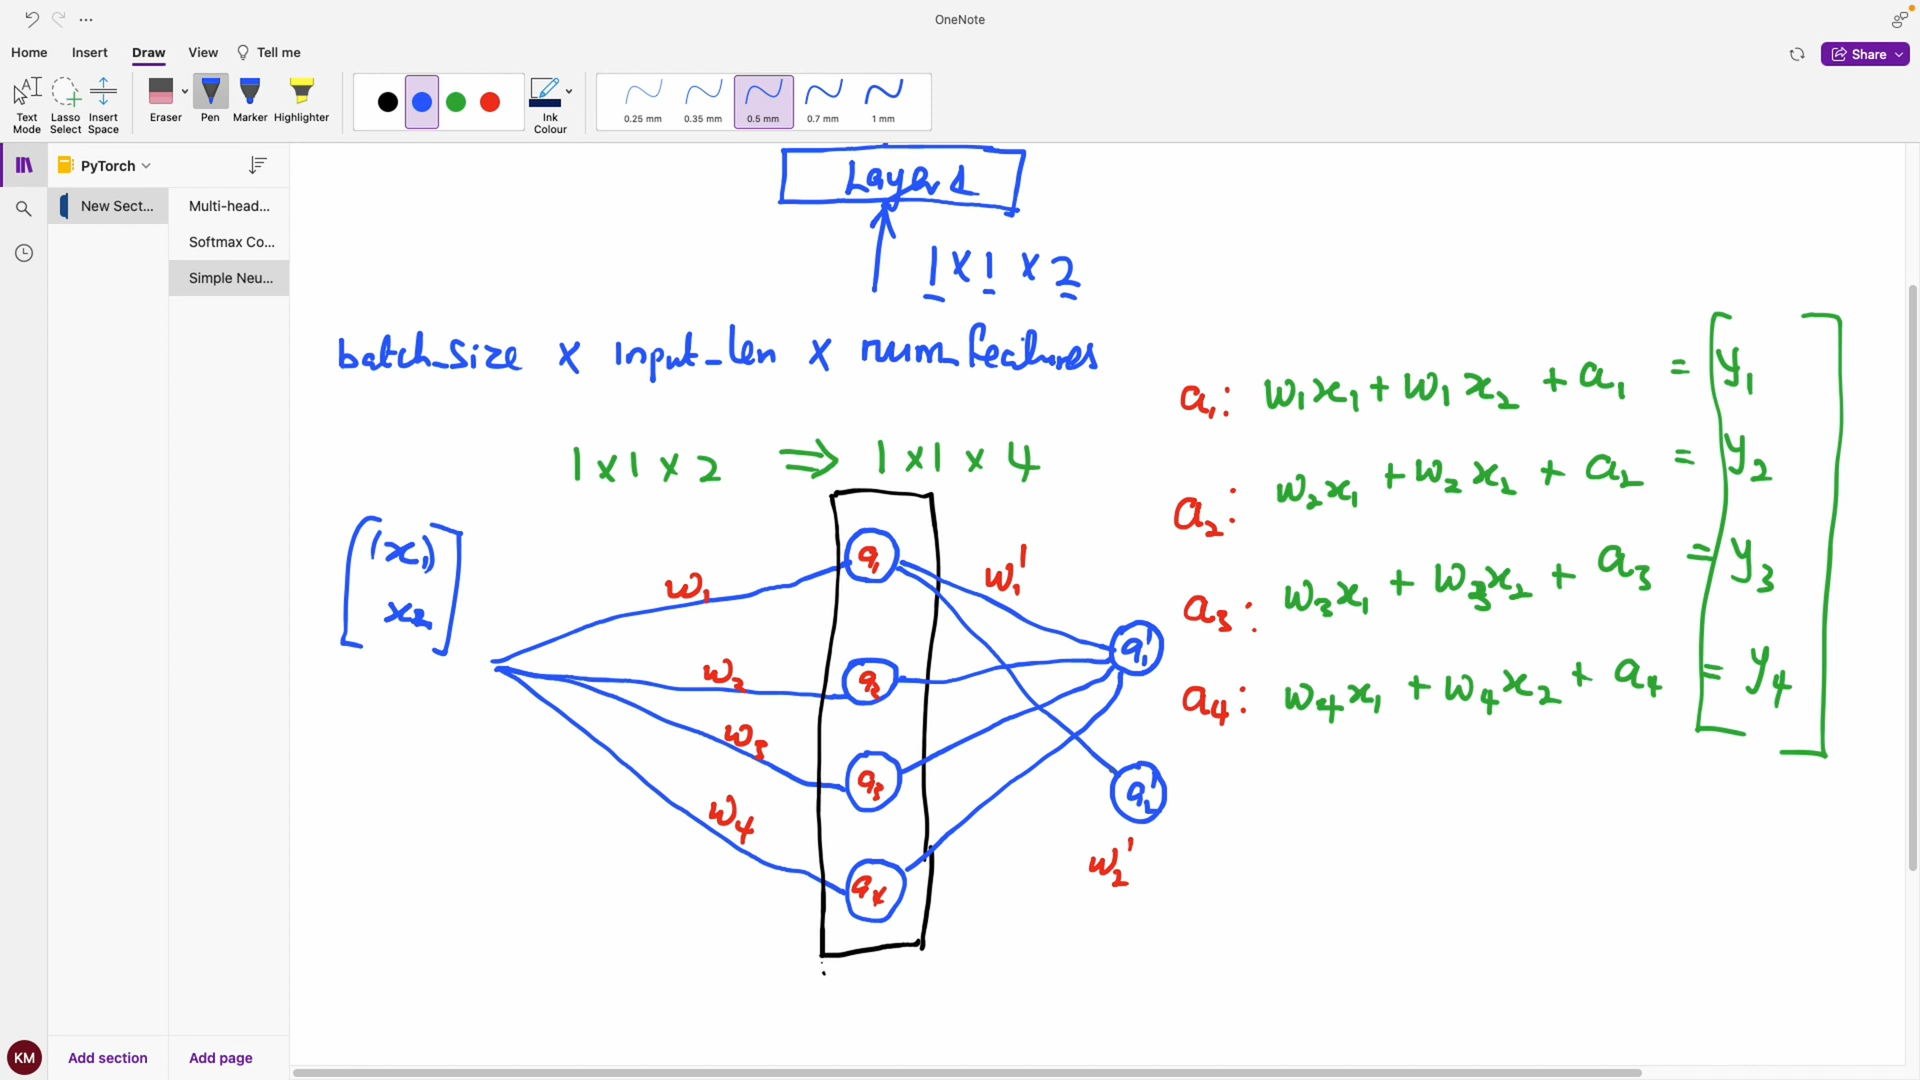 OneNote
Home Insert Draw View Tell me
Share
Text Mode
Lasso Select
Insert Space
Eraser
Pen
Marker
Highlighter
Ink Colour
0.25 mm
0.35 mm
0.5 mm
0.7 mm
1 mm
PyTorch
New Sect...
Multi-head...
Softmax Co...
Simple Neu...
Layer 1
1 x 1 x 2
batch_size x input_len x num_features
1 x 1 x 2 ⇒ 1 x 1 x 4
x₁
x₂
w₁
w₂
w₃
w₄
a₁
a₂
a₃
a₄
w₁'
a₁'
a₂'
w₂'
a₁: w₁x₁ + w₁x₂ + a₁ = y₁
a₂: w₂x₁ + w₂x₂ + a₂ = y₂
a₃: w₃x₁ + w₃x₂ + a₃ = y₃
a₄: w₄x₁ + w₄x₂ + a₄ = y₄
KM
Add section
Add page